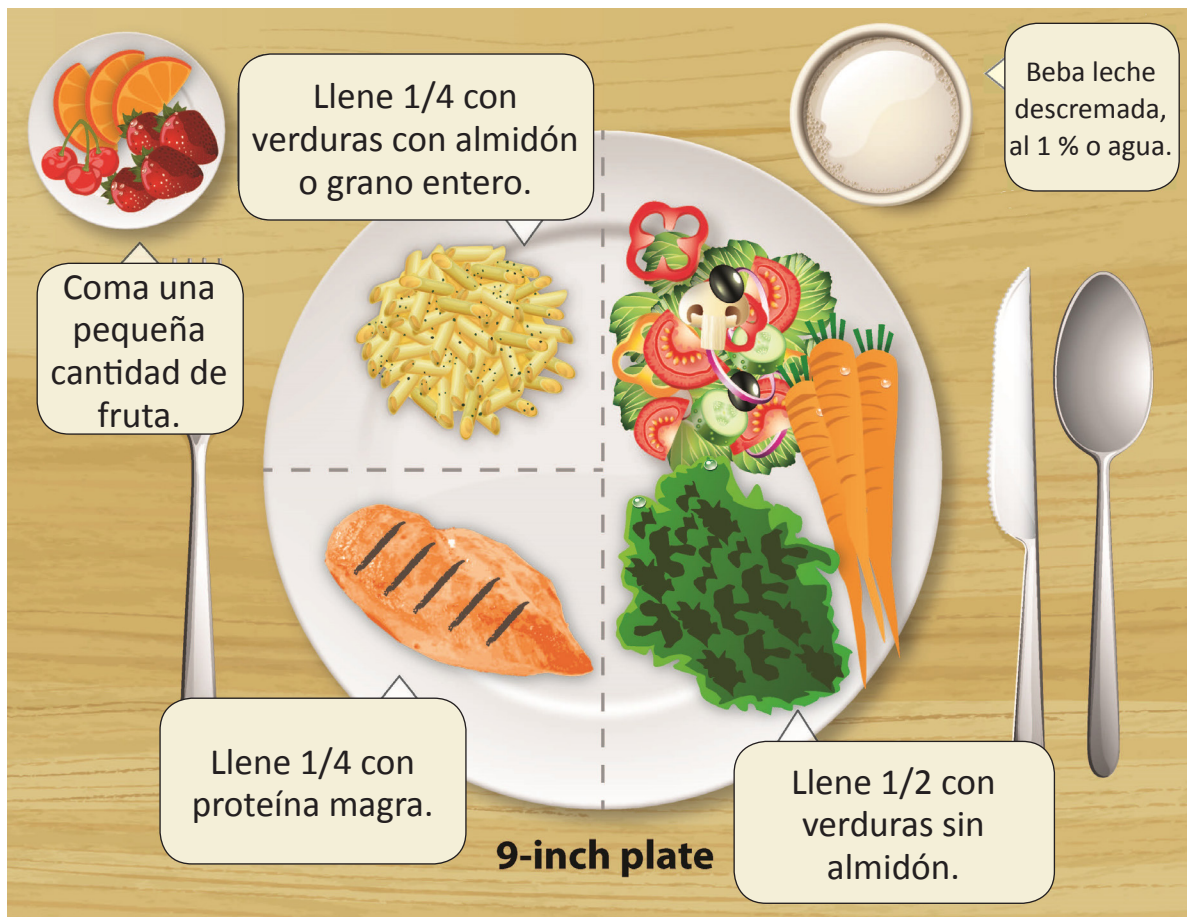 Llene 1/4 con
verduras con almidón
o grano entero.
Beba leche
descremada,
al 1 % o agua.
Coma una
pequeña
cantidad de
fruta.
Llene 1/4 con
proteína magra.
Llene 1/2 con
verduras sin
almidón.
9-inch plate